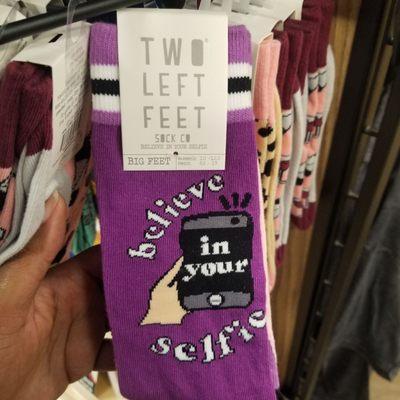 TWO
LEFT
FEET
SOCK CO
BELIEVE IN YOUR SELFIE
BIG FEET
believe
in
your
selfie